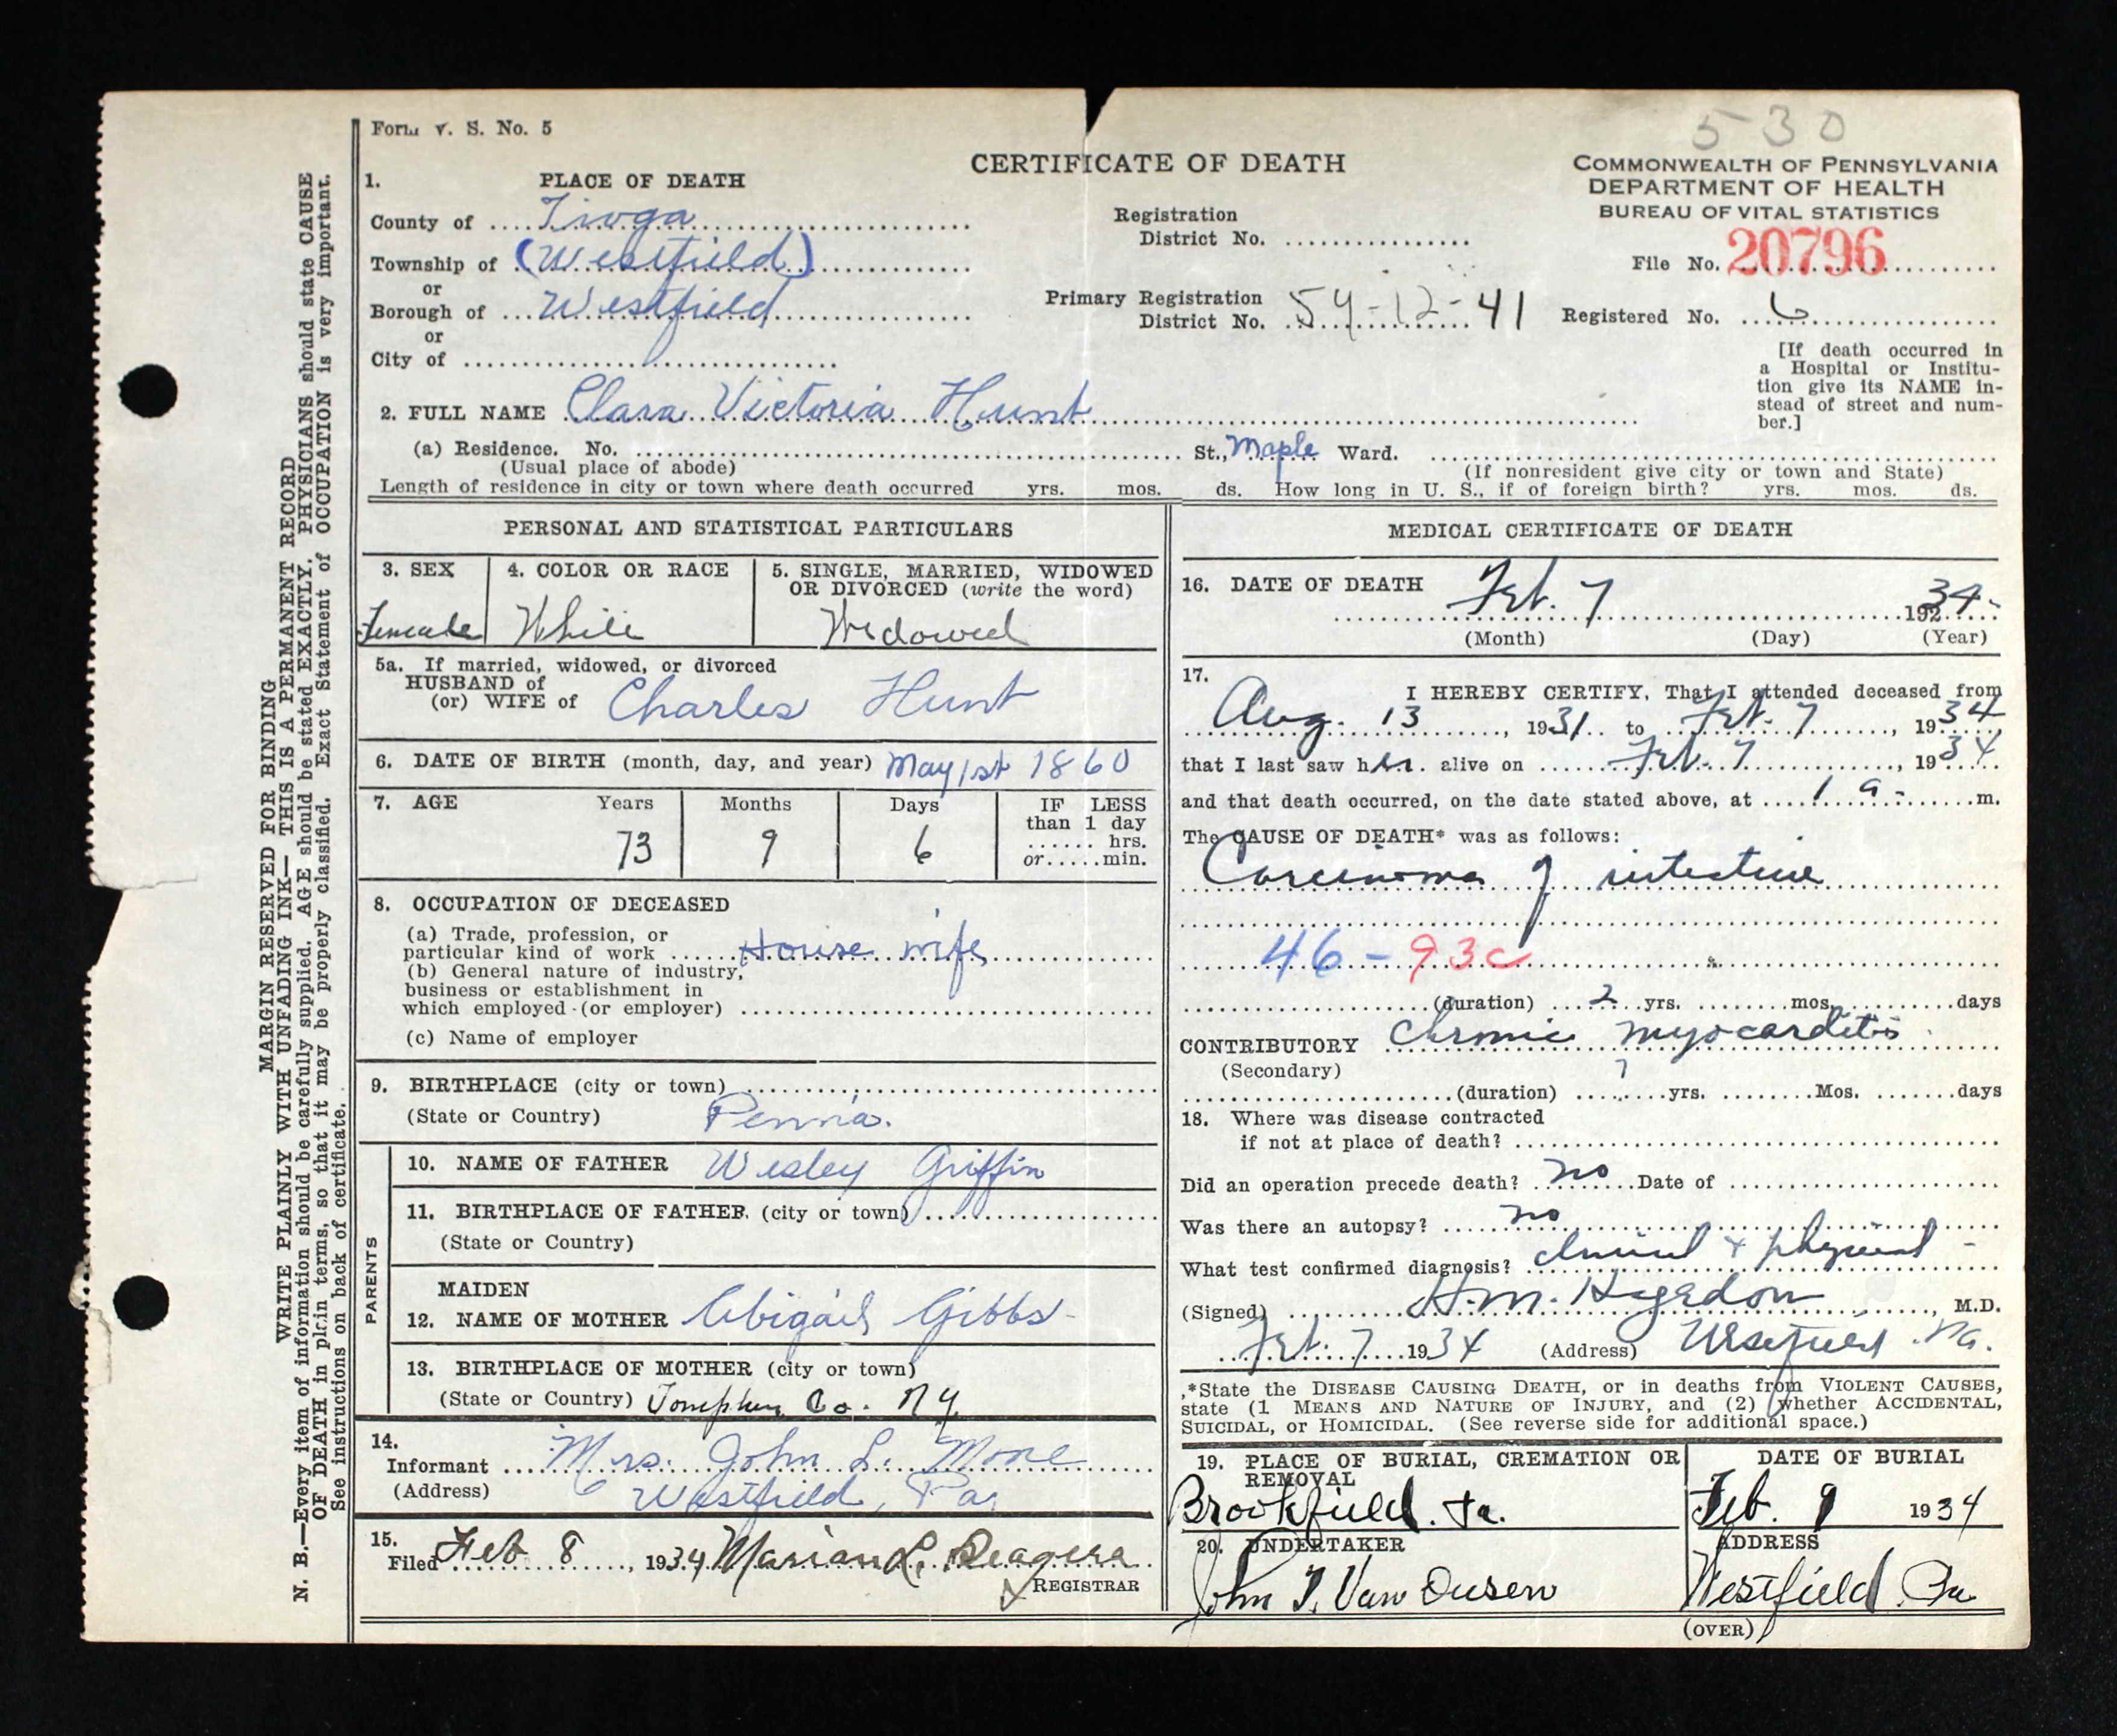 530
Form V. S. No. 5
CERTIFICATE OF DEATH
COMMONWEALTH OF PENNSYLVANIA
DEPARTMENT OF HEALTH
BUREAU OF VITAL STATISTICS
1. PLACE OF DEATH
County of Tioga
Township of (Westfield)
or
Borough of Westfield
or
City of
Registration
District No.
Primary Registration
District No. 59-12-41
File No. 20796
Registered No. 6
[If death occurred in
a Hospital or Institu-
tion give its NAME in-
stead of street and num-
ber.]
2. FULL NAME Clara Victoria Hunt
(a) Residence. No. St., Maple Ward.
(Usual place of abode) (If nonresident give city or town and State)
Length of residence in city or town where death occurred yrs. mos. ds. How long in U. S., if of foreign birth? yrs. mos. ds.
PERSONAL AND STATISTICAL PARTICULARS
3. SEX
Female
4. COLOR OR RACE
White
5. SINGLE, MARRIED, WIDOWED
OR DIVORCED (write the word)
Widowed
5a. If married, widowed, or divorced
HUSBAND of
(or) WIFE of Charles Hunt
6. DATE OF BIRTH (month, day, and year) May 1st 1860
7. AGE Years Months Days IF LESS
than 1 day
hrs.
or min.
73 9 6
8. OCCUPATION OF DECEASED
(a) Trade, profession, or
particular kind of work House wife
(b) General nature of industry,
business or establishment in
which employed (or employer)
(c) Name of employer
9. BIRTHPLACE (city or town)
(State or Country) Penna.
PARENTS
10. NAME OF FATHER Wesley Griffin
11. BIRTHPLACE OF FATHER (city or town)
(State or Country)
MAIDEN
12. NAME OF MOTHER Abigail Gibbs
13. BIRTHPLACE OF MOTHER (city or town)
(State or Country) Co. NY
14.
Informant Mrs. John L.
(Address) Westfield, Pa.
15.
Filed Feb 8, 1934 Marian L.
REGISTRAR
MEDICAL CERTIFICATE OF DEATH
16. DATE OF DEATH Feb. 7 192 34
(Month) (Day) (Year)
17.
I HEREBY CERTIFY, That I attended deceased from
Aug. 13, 1931 to Feb. 7, 1934
that I last saw her alive on Feb. 7, 1934
and that death occurred, on the date stated above, at 1 a. m.
The CAUSE OF DEATH* was as follows:
Carcinoma of intestine
46-93c
(duration) 2 yrs. mos. days
CONTRIBUTORY Chronic myocarditis
(Secondary)
(duration) ? yrs. Mos. days
18. Where was disease contracted
if not at place of death?
Did an operation precede death? no Date of
Was there an autopsy? no
What test confirmed diagnosis? clinical + physical
(Signed) H.M. M.D.
Feb. 7 1934 (Address) Westfield Pa.
*State the DISEASE CAUSING DEATH, or in deaths from VIOLENT CAUSES,
state (1 MEANS AND NATURE OF INJURY, and (2) whether ACCIDENTAL,
SUICIDAL, or HOMICIDAL. (See reverse side for additional space.)
19. PLACE OF BURIAL, CREMATION OR
REMOVAL
Brookfield. Pa.
DATE OF BURIAL
Feb. 9 1934
20. UNDERTAKER
John T. Van Dusen
ADDRESS
Westfield Pa
(OVER)
MARGIN RESERVED FOR BINDING
WRITE PLAINLY WITH UNFADING INK— THIS IS A PERMANENT RECORD
N. B.—Every item of information should be carefully supplied. AGE should be stated EXACTLY. PHYSICIANS should state CAUSE
OF DEATH in plain terms, so that it may be properly classified. Exact Statement of OCCUPATION is very important.
See instructions on back of certificate.